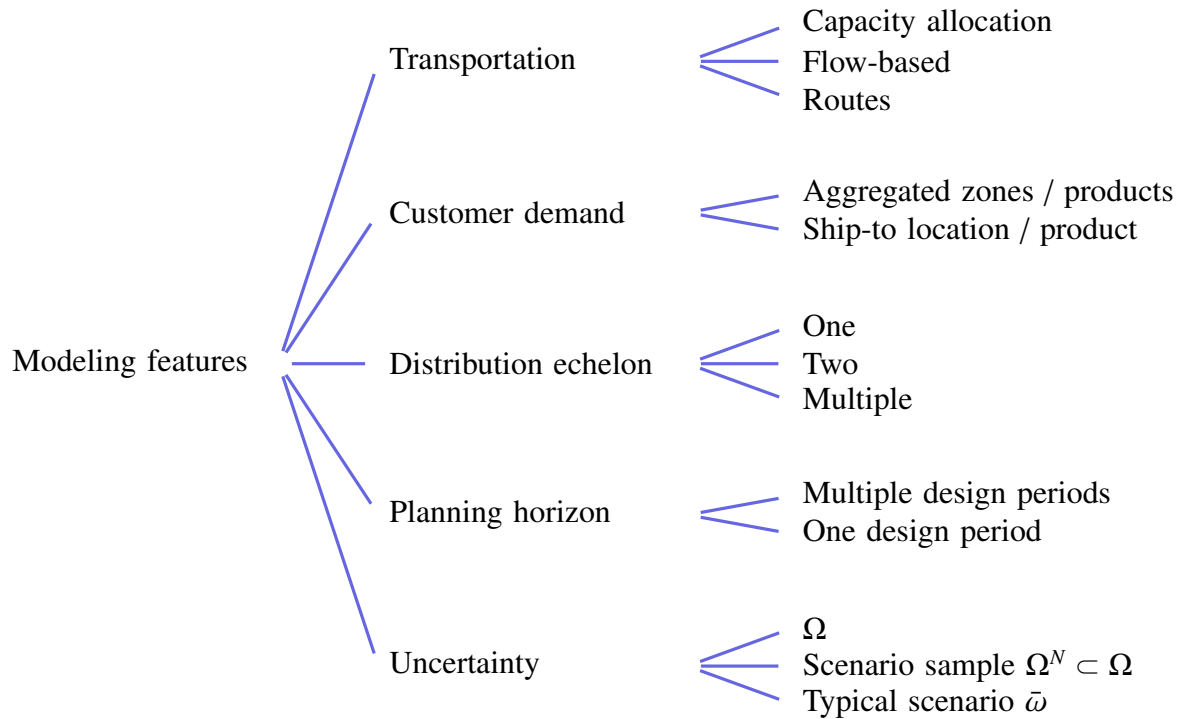 Modeling features
Transportation
Capacity allocation
Flow-based
Routes
Customer demand
Aggregated zones / products
Ship-to location / product
Distribution echelon
One
Two
Multiple
Planning horizon
Multiple design periods
One design period
Uncertainty
Ω
Scenario sample Ω^N ⊂ Ω
Typical scenario ω̄